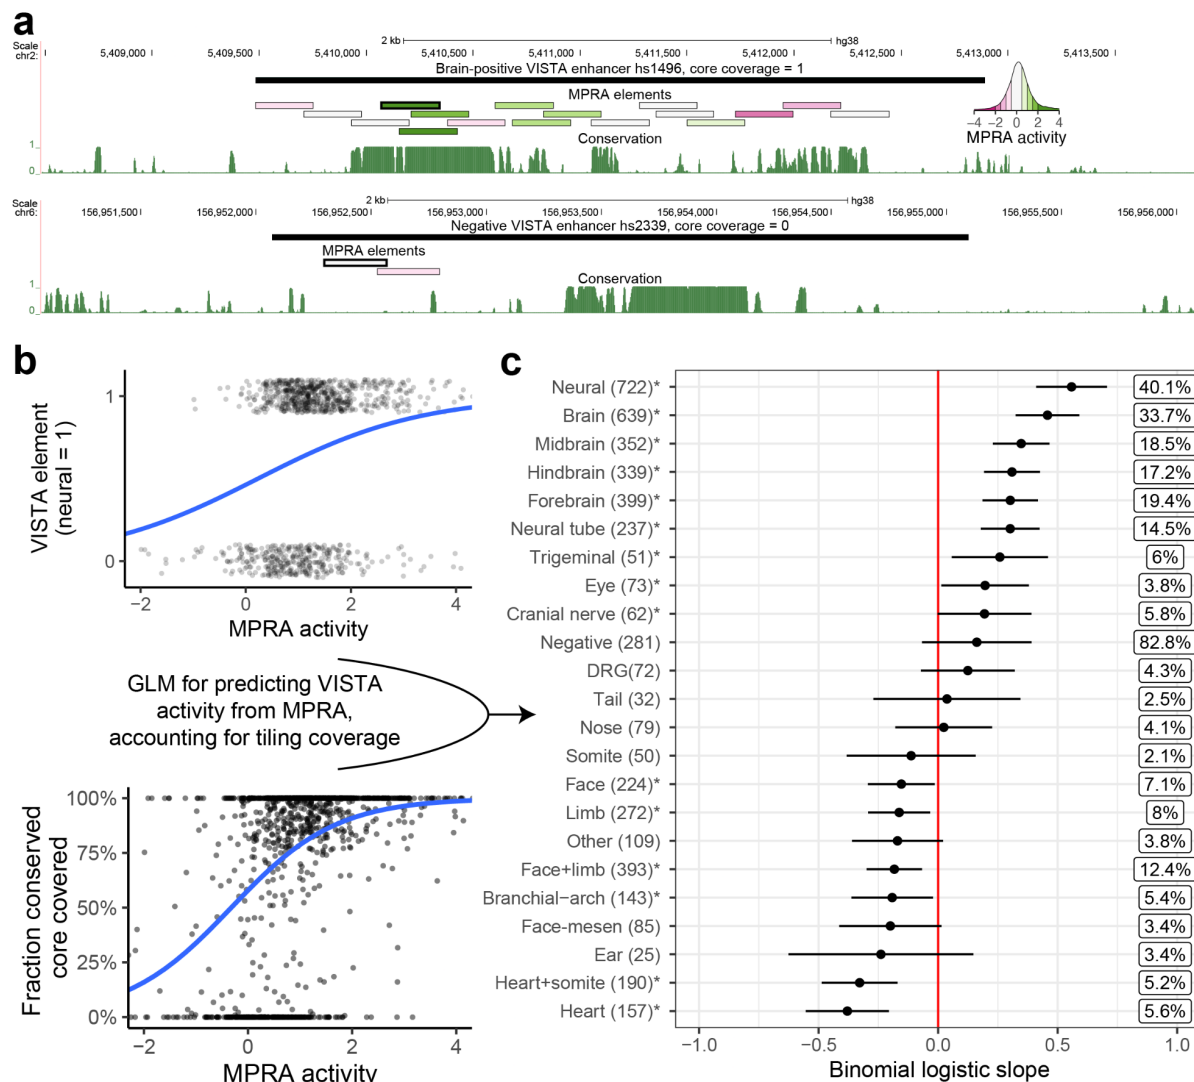 a
Scale
chr2:
2 kb
hg38
5,409,000
5,409,500
5,410,000
5,410,500
5,411,000
5,411,500
5,412,000
5,412,500
5,413,000
5,413,500
Brain-positive VISTA enhancer hs1496, core coverage = 1
MPRA elements
−4 −2 0 2 4
MPRA activity
Conservation
1
0
Scale
chr6:
2 kb
hg38
156,951,500
156,952,000
156,952,500
156,953,000
156,953,500
156,954,000
156,954,500
156,955,000
156,955,500
156,956,000
Negative VISTA enhancer hs2339, core coverage = 0
MPRA elements
Conservation
1
0
b
VISTA element
(neural = 1)
1
0
−2 0 2 4
MPRA activity
GLM for predicting VISTA
activity from MPRA,
accounting for tiling coverage
Fraction conserved
core covered
100%
75%
50%
25%
0%
−2 0 2 4
MPRA activity
c
Neural (722)* 40.1%
Brain (639)* 33.7%
Midbrain (352)* 18.5%
Hindbrain (339)* 17.2%
Forebrain (399)* 19.4%
Neural tube (237)* 14.5%
Trigeminal (51)* 6%
Eye (73)* 3.8%
Cranial nerve (62)* 5.8%
Negative (281) 82.8%
DRG(72) 4.3%
Tail (32) 2.5%
Nose (79) 4.1%
Somite (50) 2.1%
Face (224)* 7.1%
Limb (272)* 8%
Other (109) 3.8%
Face+limb (393)* 12.4%
Branchial−arch (143)* 5.4%
Face-mesen (85) 3.4%
Ear (25) 3.4%
Heart+somite (190)* 5.2%
Heart (157)* 5.6%
−1.0 −0.5 0.0 0.5 1.0
Binomial logistic slope